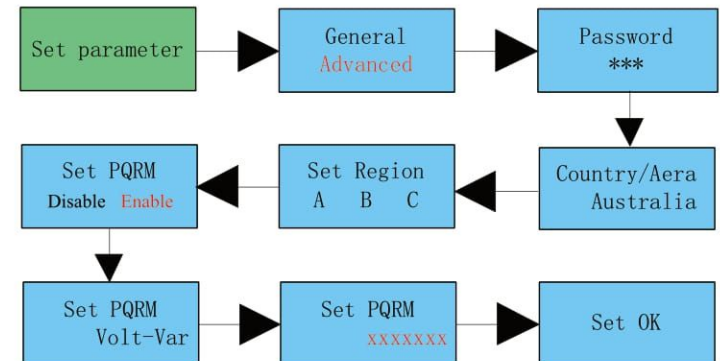 Set parameter
General
Advanced
Password
***
Country/Aera
Australia
Set Region
A B C
Set PQRM
Disable Enable
Set PQRM
Volt-Var
Set PQRM
xxxxxxx
Set OK